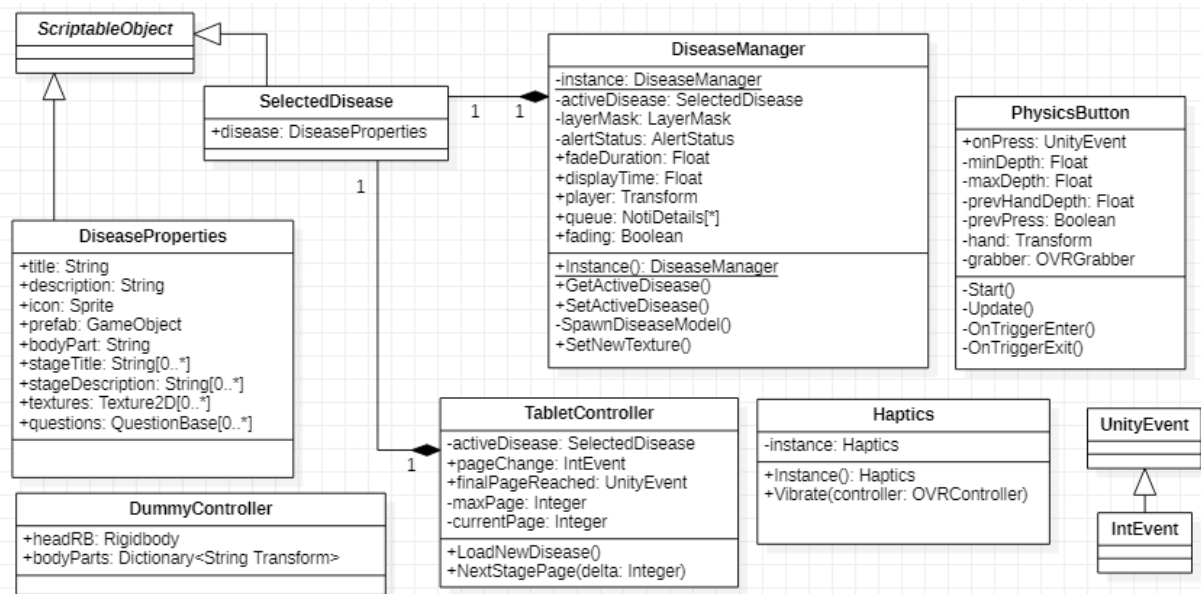 ScriptableObject
SelectedDisease
+disease: DiseaseProperties
1
1
1
1
DiseaseManager
-instance: DiseaseManager
-activeDisease: SelectedDisease
-layerMask: LayerMask
-alertStatus: AlertStatus
+fadeDuration: Float
+displayTime: Float
+player: Transform
+queue: NotiDetails[*]
+fading: Boolean
+Instance(): DiseaseManager
+GetActiveDisease()
+SetActiveDisease()
-SpawnDiseaseModel()
+SetNewTexture()
PhysicsButton
+onPress: UnityEvent
-minDepth: Float
-maxDepth: Float
-prevHandDepth: Float
-prevPress: Boolean
-hand: Transform
-grabber: OVRGrabber
-Start()
-Update()
-OnTriggerEnter()
-OnTriggerExit()
DiseaseProperties
+title: String
+description: String
+icon: Sprite
+prefab: GameObject
+bodyPart: String
+stageTitle: String[0..*]
+stageDescription: String[0..*]
+textures: Texture2D[0..*]
+questions: QuestionBase[0..*]
TabletController
-activeDisease: SelectedDisease
+pageChange: IntEvent
+finalPageReached: UnityEvent
-maxPage: Integer
-currentPage: Integer
+LoadNewDisease()
+NextStagePage(delta: Integer)
Haptics
-instance: Haptics
+Instance(): Haptics
+Vibrate(controller: OVRController)
UnityEvent
IntEvent
DummyController
+headRB: Rigidbody
+bodyParts: Dictionary<String Transform>